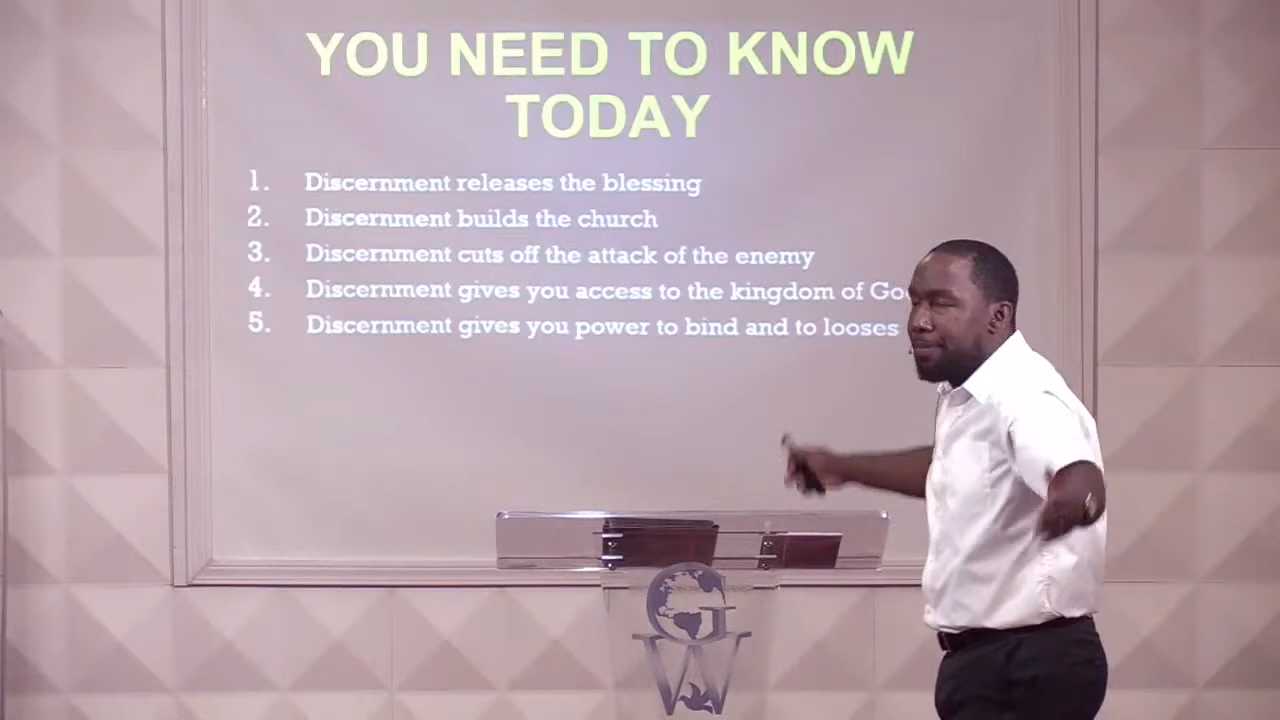 YOU NEED TO KNOW
TODAY
1. Discernment releases the blessing
2. Discernment builds the church
3. Discernment cuts off the attack of the enemy
4. Discernment gives you access to the kingdom of
5. Discernment gives you power to bind and to looses
GW